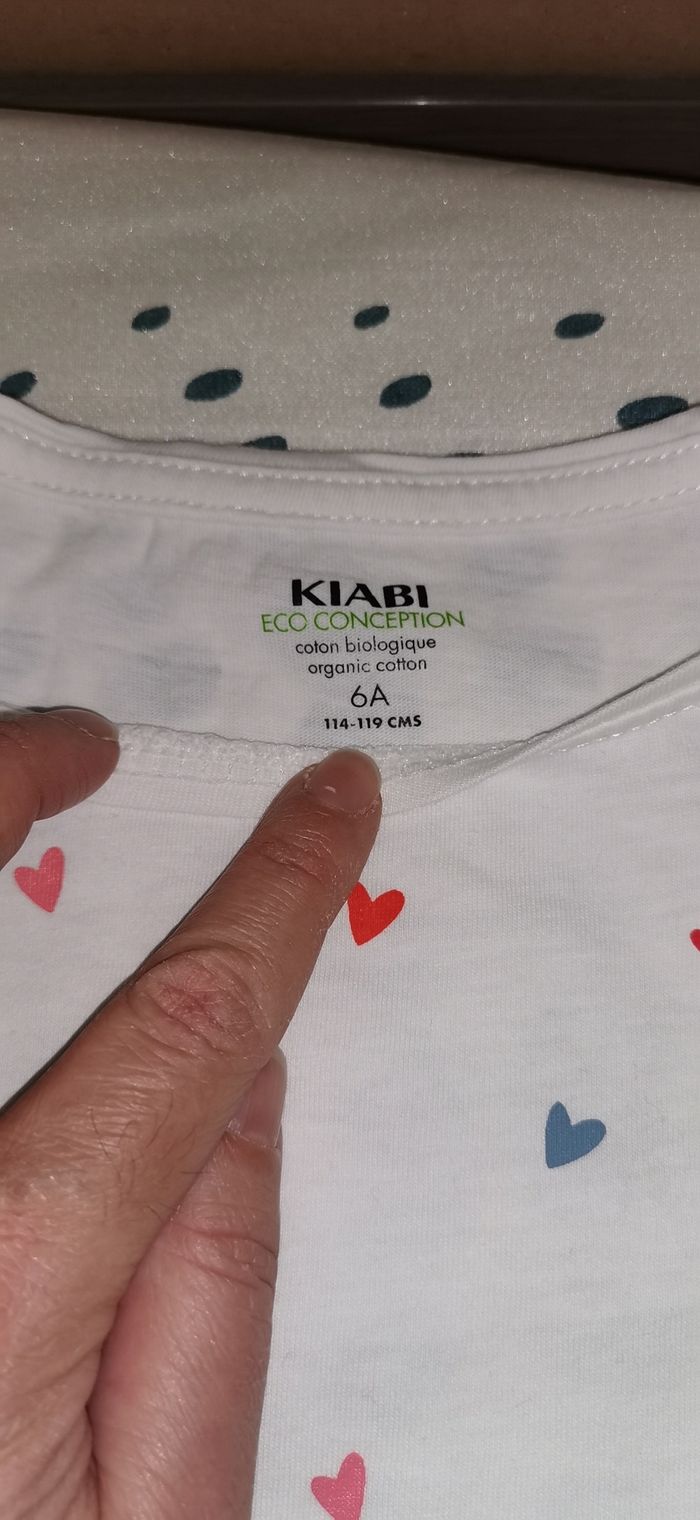 KIABI
ECO CONCEPTION
coton biologique
organic cotton
6A
114-119 CMS